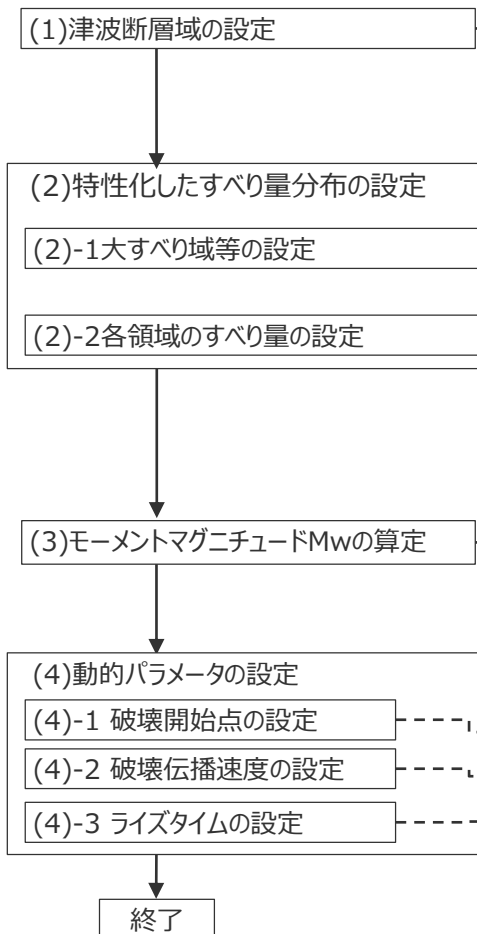 (1)津波断層域の設定
(2)特性化したすべり量分布の設定
(2)-1大すべり域等の設定
(2)-2各領域のすべり量の設定
(3)モーメントマグニチュードMwの算定
(4)動的パラメータの設定
(4)-1 破壊開始点の設定
(4)-2 破壊伝播速度の設定
(4)-3 ライズタイムの設定
終了